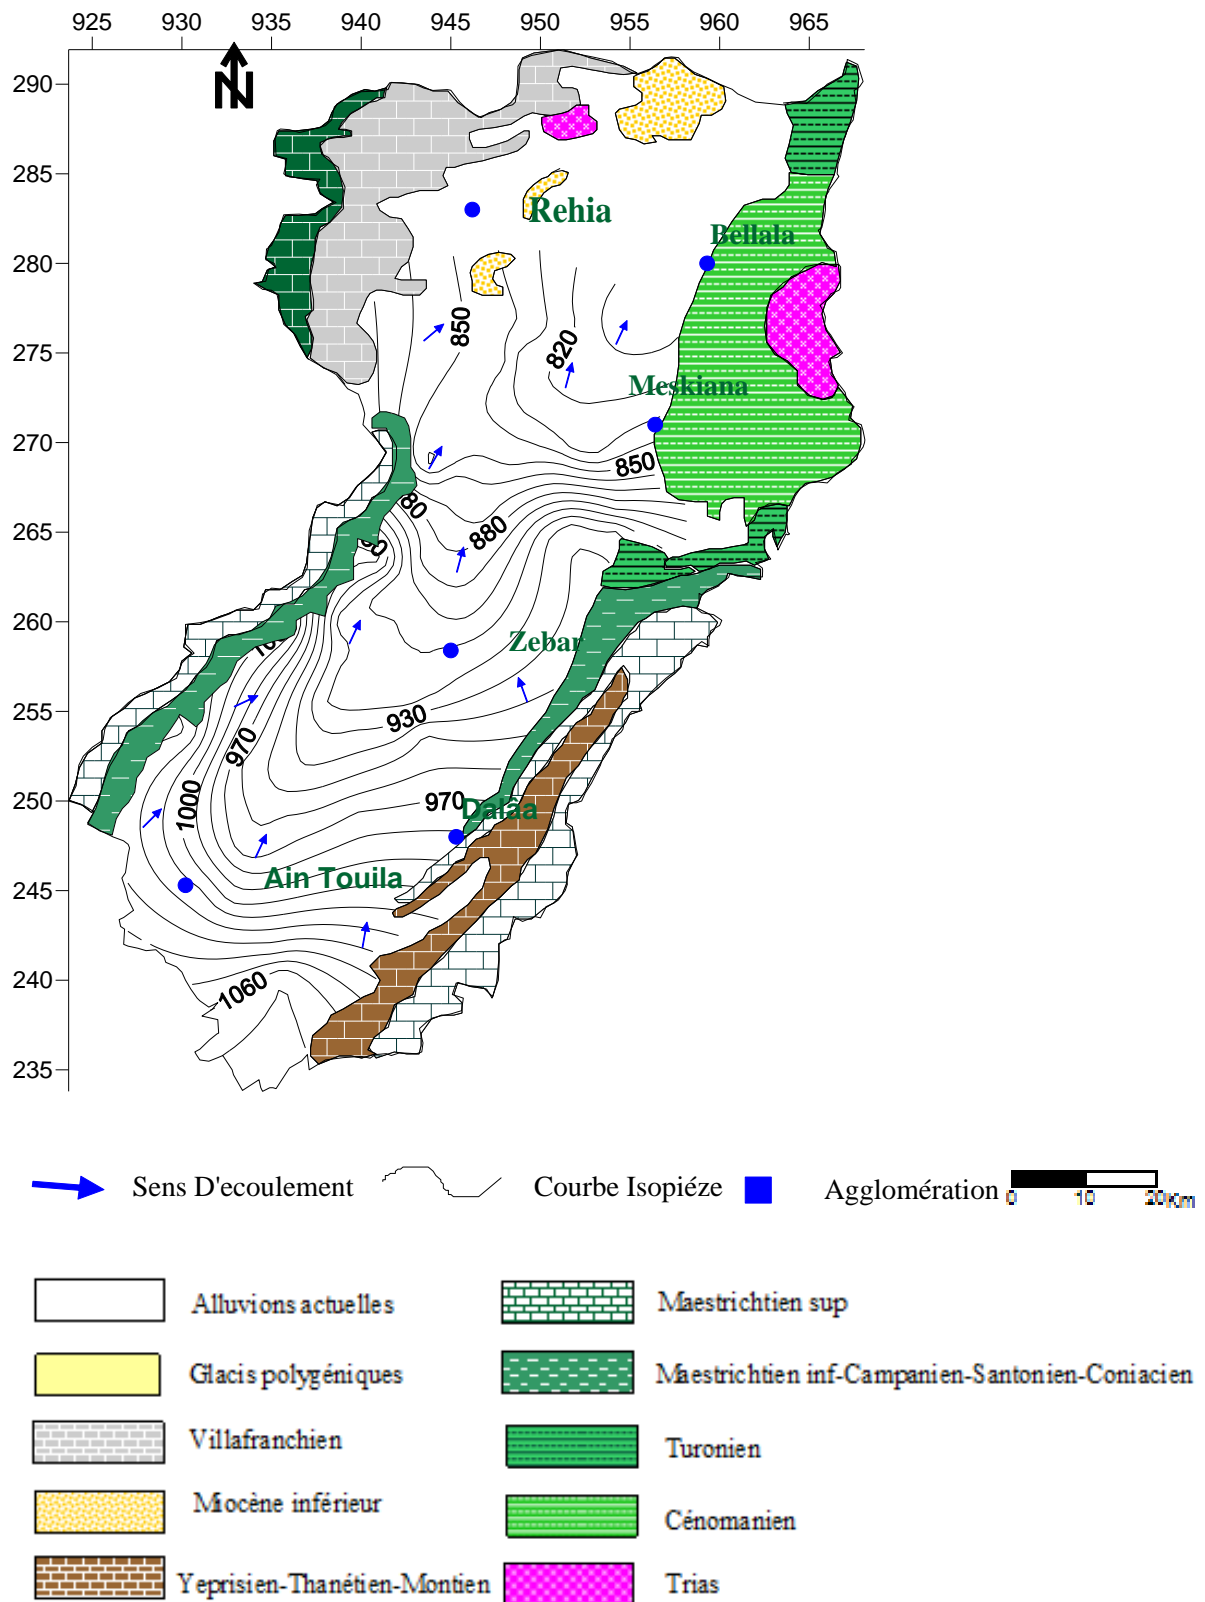 925 930 935 940 945 950 955 960 965
N
290
285
280
275
270
265
260
255
250
245
240
235
Rehia
Bellala
850
820
Meskiana
850
80
880
Zebar
930
970
1000
970
Dalâa
Ain Touila
1060
Sens D'ecoulement
Courbe Isopiéze
Agglomération
0 10 20Km
Alluvions actuelles
Maestrichtien sup
Glacis polygéniques
Maestrichtien inf-Campanien-Santonien-Coniacien
Villafranchien
Turonien
Miocène inférieur
Cénomanien
Yeprisien-Thanétien-Montien
Trias